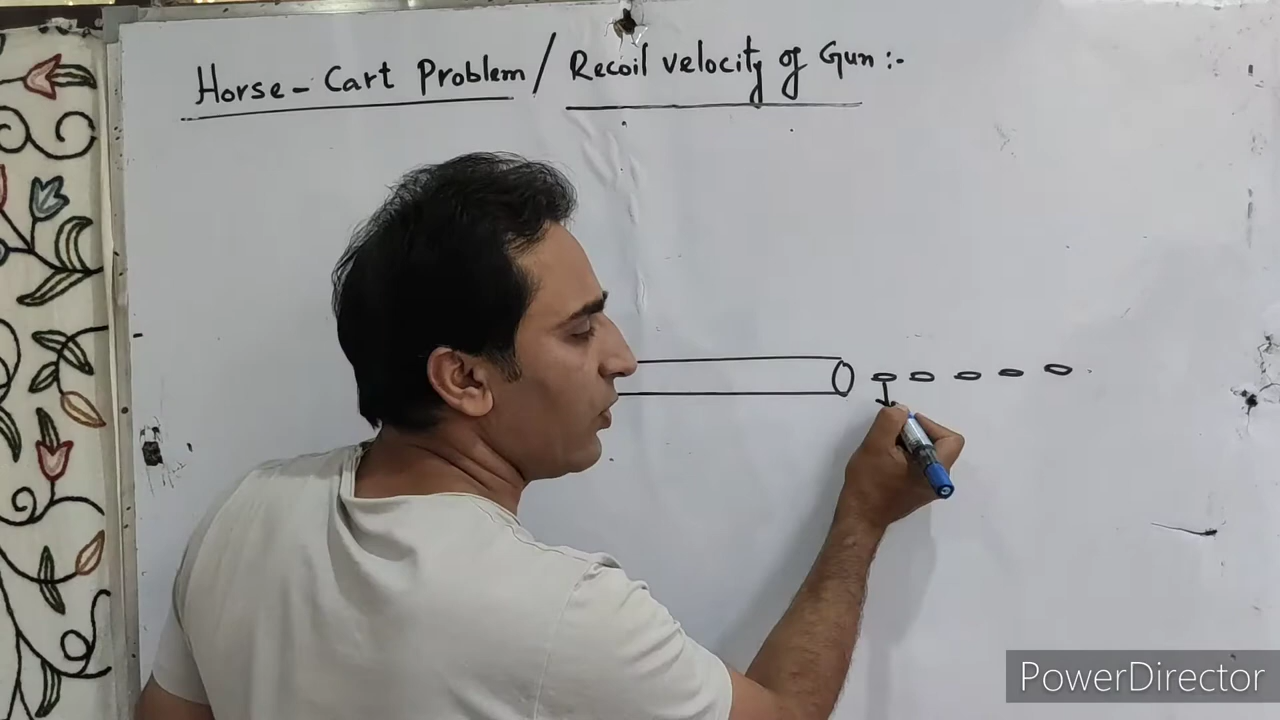 Horse - Cart Problem / Recoil velocity of Gun :-
PowerDirector